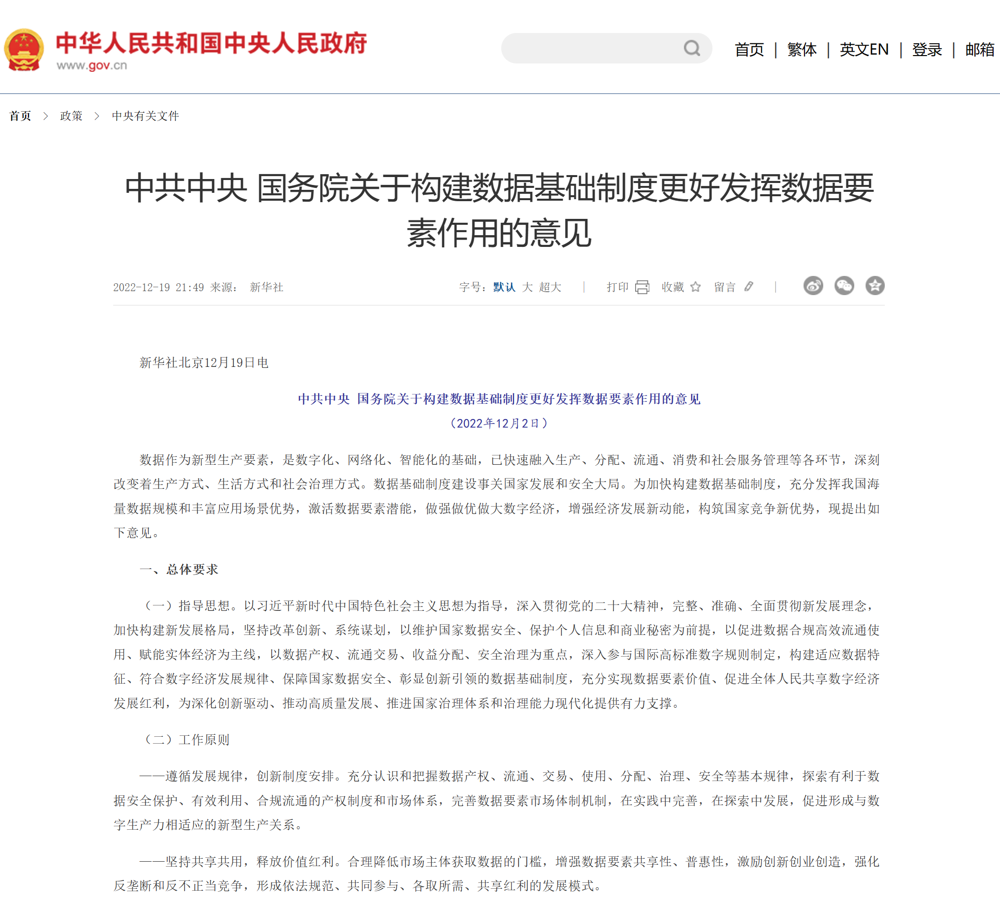 中华人民共和国中央人民政府
www.gov.cn
首页 | 繁体 | 英文EN | 登录 | 邮箱
首页 > 政策 > 中央有关文件
中共中央 国务院关于构建数据基础制度更好发挥数据要
素作用的意见
2022-12-19 21:49 来源： 新华社
字号：默认 大 超大 | 打印 收藏 留言 |
新华社北京12月19日电
中共中央 国务院关于构建数据基础制度更好发挥数据要素作用的意见
（2022年12月2日）
数据作为新型生产要素，是数字化、网络化、智能化的基础，已快速融入生产、分配、流通、消费和社会服务管理等各环节，深刻
改变着生产方式、生活方式和社会治理方式。数据基础制度建设事关国家发展和安全大局。为加快构建数据基础制度，充分发挥我国海
量数据规模和丰富应用场景优势，激活数据要素潜能，做强做优做大数字经济，增强经济发展新动能，构筑国家竞争新优势，现提出如
下意见。
一、总体要求
（一）指导思想。以习近平新时代中国特色社会主义思想为指导，深入贯彻党的二十大精神，完整、准确、全面贯彻新发展理念，
加快构建新发展格局，坚持改革创新、系统谋划，以维护国家数据安全、保护个人信息和商业秘密为前提，以促进数据合规高效流通使
用、赋能实体经济为主线，以数据产权、流通交易、收益分配、安全治理为重点，深入参与国际高标准数字规则制定，构建适应数据特
征、符合数字经济发展规律、保障国家数据安全、彰显创新引领的数据基础制度，充分实现数据要素价值、促进全体人民共享数字经济
发展红利，为深化创新驱动、推动高质量发展、推进国家治理体系和治理能力现代化提供有力支撑。
（二）工作原则
——遵循发展规律，创新制度安排。充分认识和把握数据产权、流通、交易、使用、分配、治理、安全等基本规律，探索有利于数
据安全保护、有效利用、合规流通的产权制度和市场体系，完善数据要素市场体制机制，在实践中完善，在探索中发展，促进形成与数
字生产力相适应的新型生产关系。
——坚持共享共用，释放价值红利。合理降低市场主体获取数据的门槛，增强数据要素共享性、普惠性，激励创新创业创造，强化
反垄断和反不正当竞争，形成依法规范、共同参与、各取所需、共享红利的发展模式。